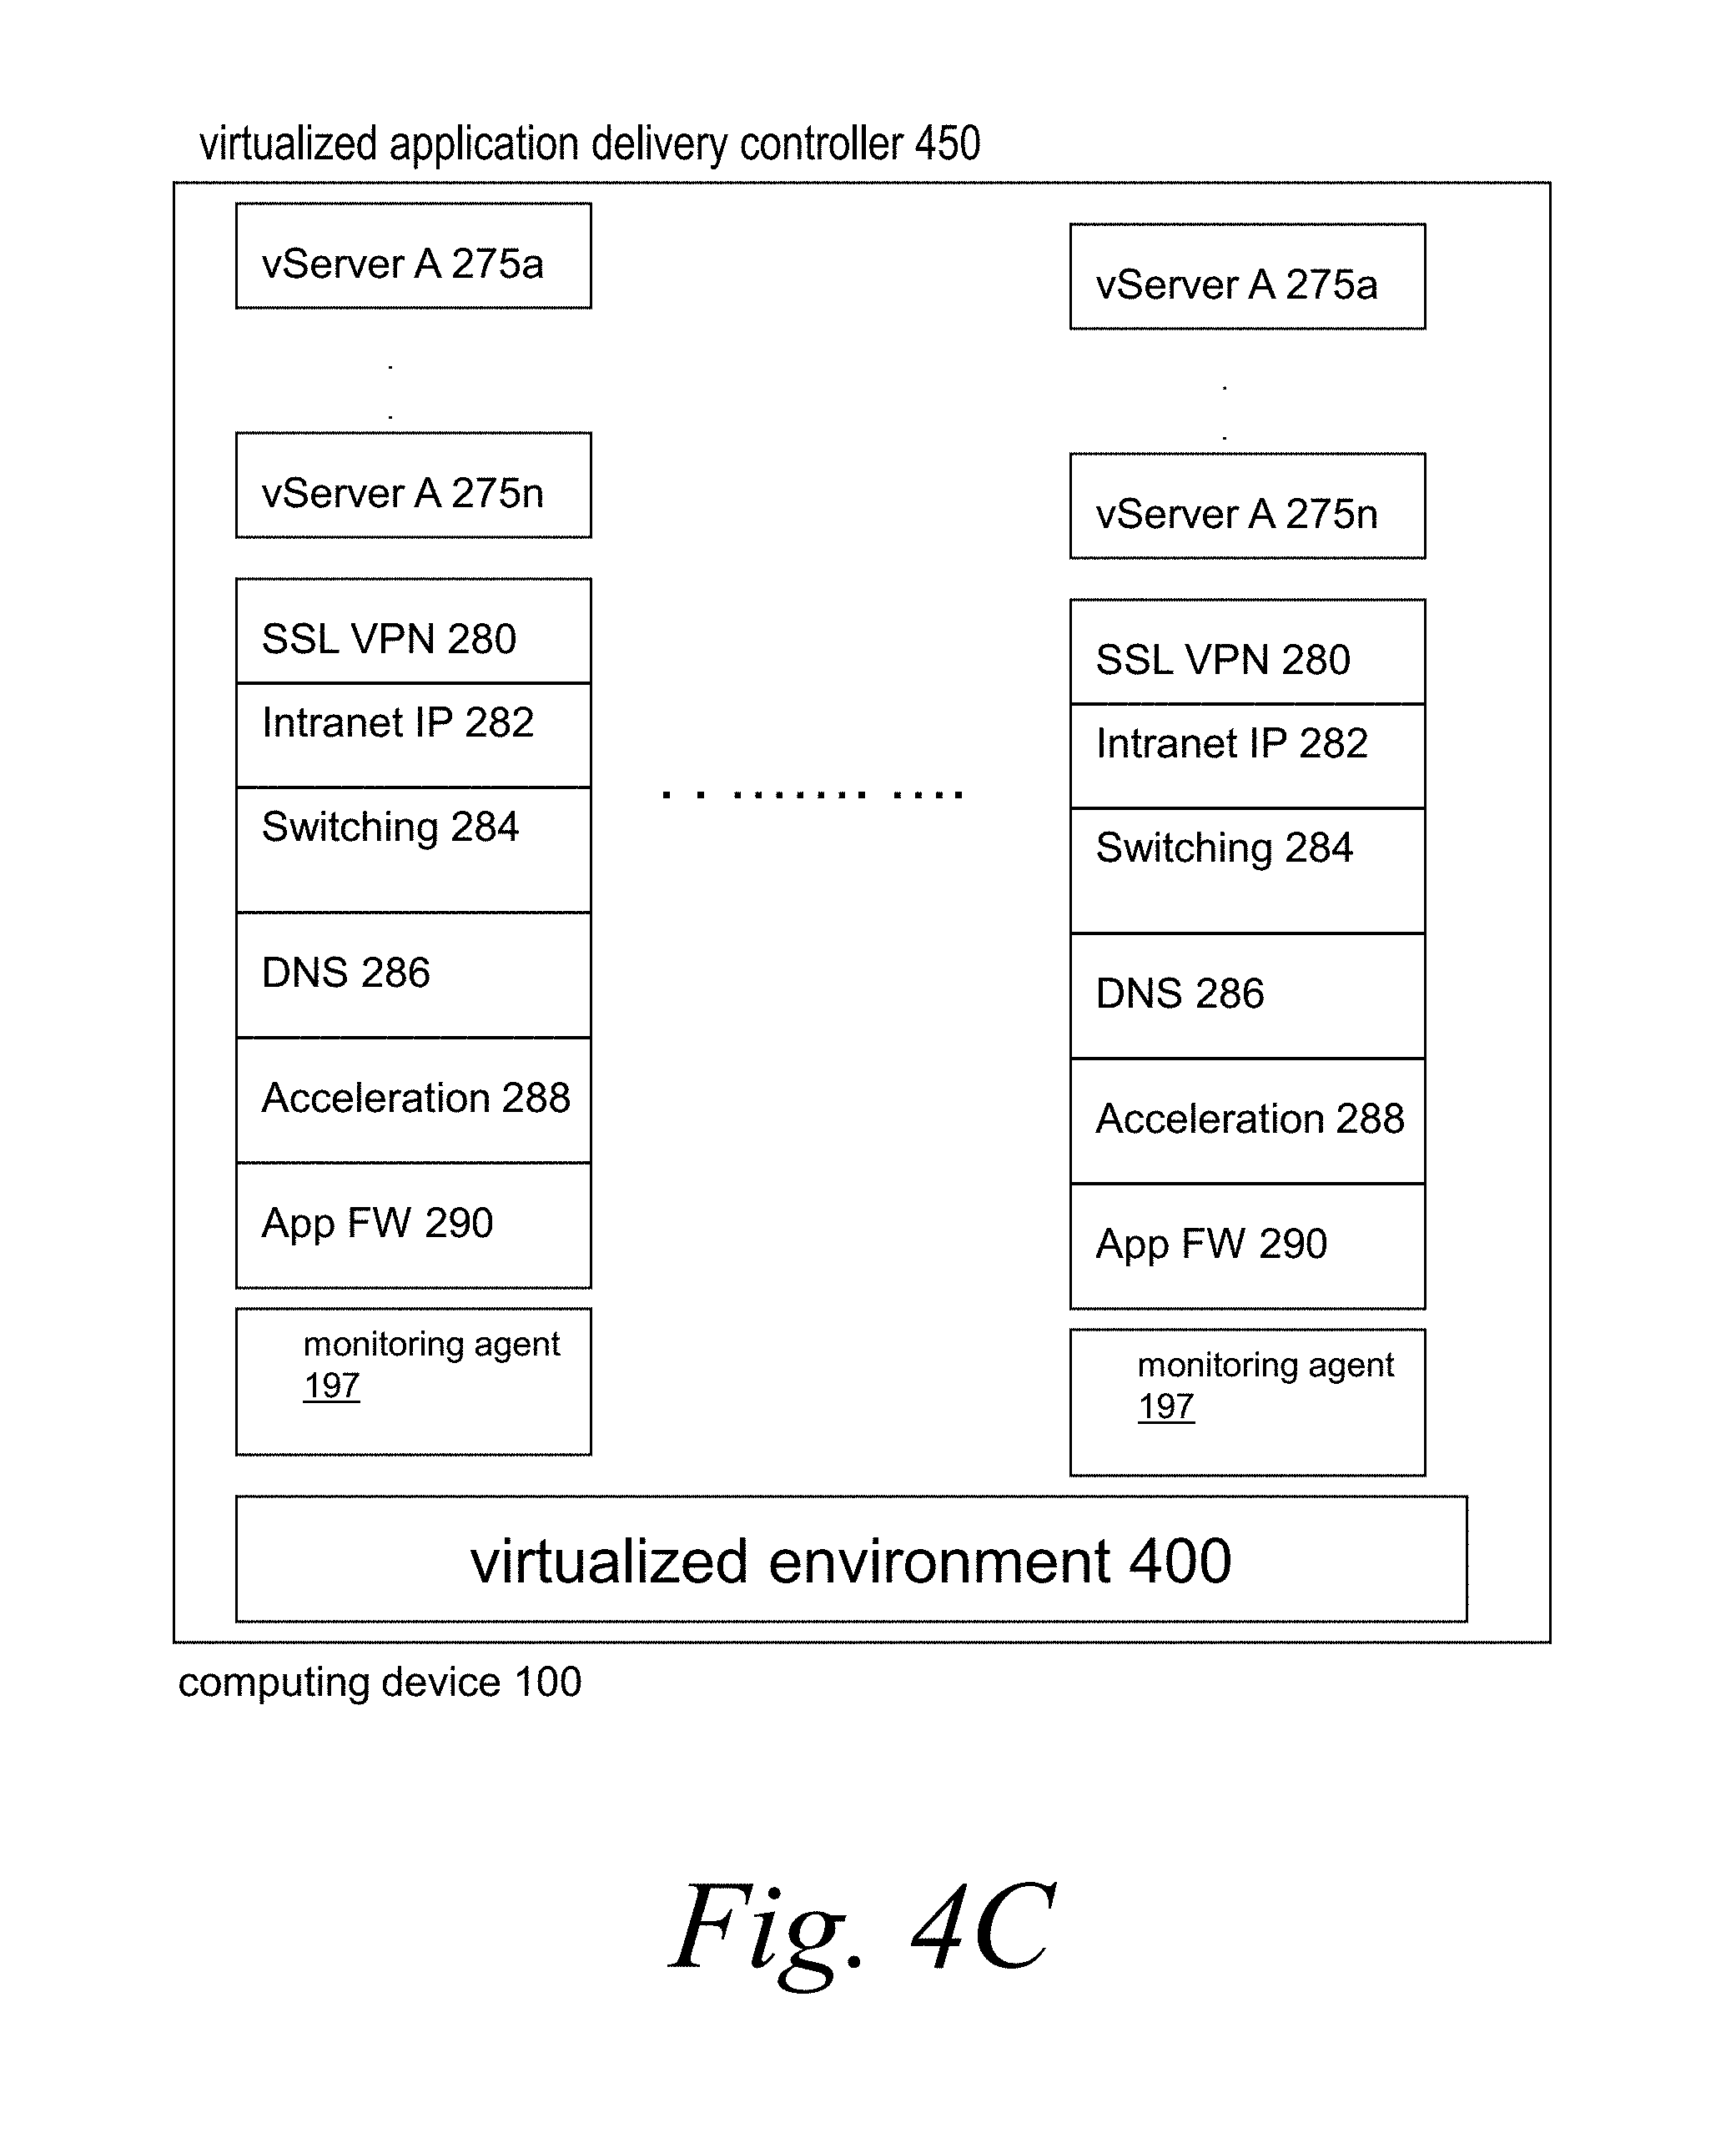 virtualized application delivery controller 450
vServer A 275a
vServer A 275n
SSL VPN 280
Intranet IP 282
Switching 284
DNS 286
Acceleration 288
App FW 290
monitoring agent
197
vServer A 275a
vServer A 275n
SSL VPN 280
Intranet IP 282
Switching 284
DNS 286
Acceleration 288
App FW 290
monitoring agent
197
virtualized environment 400
computing device 100
Fig. 4C